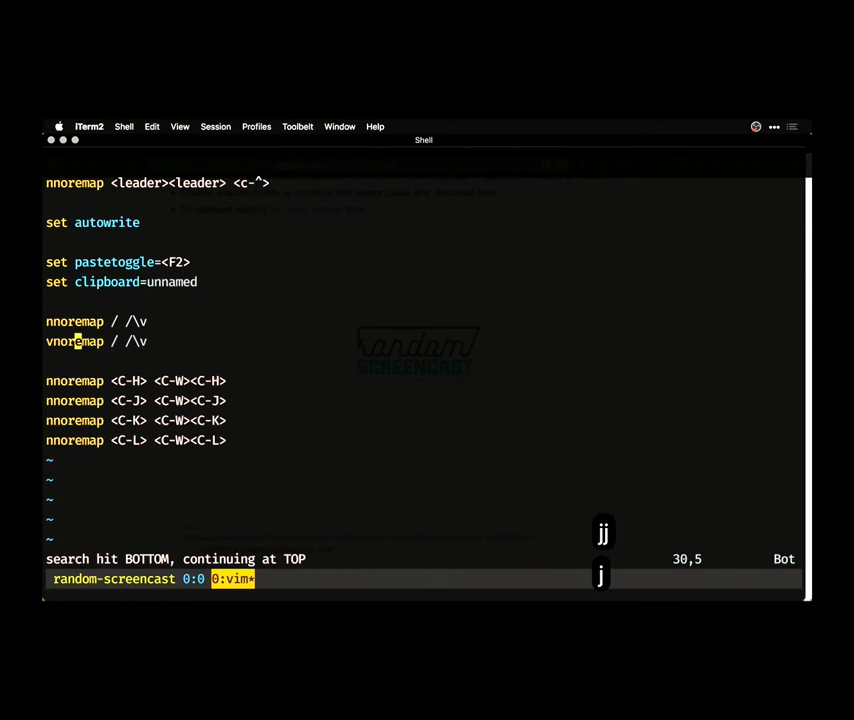 iTerm2 Shell Edit View Session Profiles Toolbelt Window Help
Shell
nnoremap <leader><leader> <c-^>
set autowrite
set pastetoggle=<F2>
set clipboard=unnamed
nnoremap / /\v
vnoremap / /\v
nnoremap <C-H> <C-W><C-H>
nnoremap <C-J> <C-W><C-J>
nnoremap <C-K> <C-W><C-K>
nnoremap <C-L> <C-W><C-L>
~
~
~
~
~
search hit BOTTOM, continuing at TOP 30,5 Bot
random-screencast 0:0 0:vim*
jj
j
Random
SCREENCAST